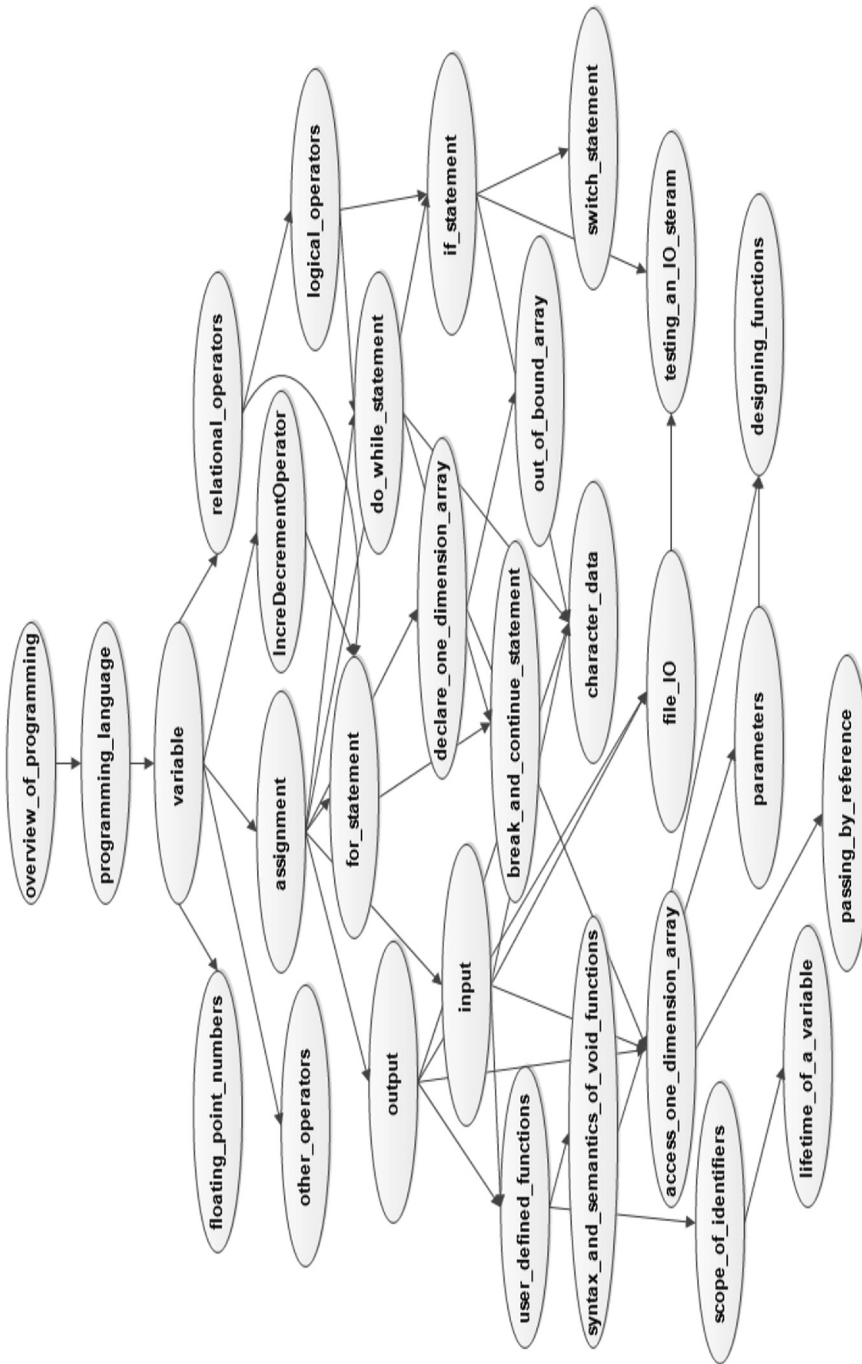 overview_of_programming
programming_language
variable
floating_point_numbers
relational_operators
other_operators
assignment
IncreDecrementOperator
logical_operators
for_statement
output
do_while_statement
input
declare_one_dimension_array
if_statement
user_defined_functions
break_and_continue_statement
out_of_bound_array
syntax_and_semantics_of_void_functions
character_data
switch_statement
access_one_dimension_array
file_IO
testing_an_IO_steram
scope_of_identifiers
parameters
designing_functions
lifetime_of_a_variable
passing_by_reference